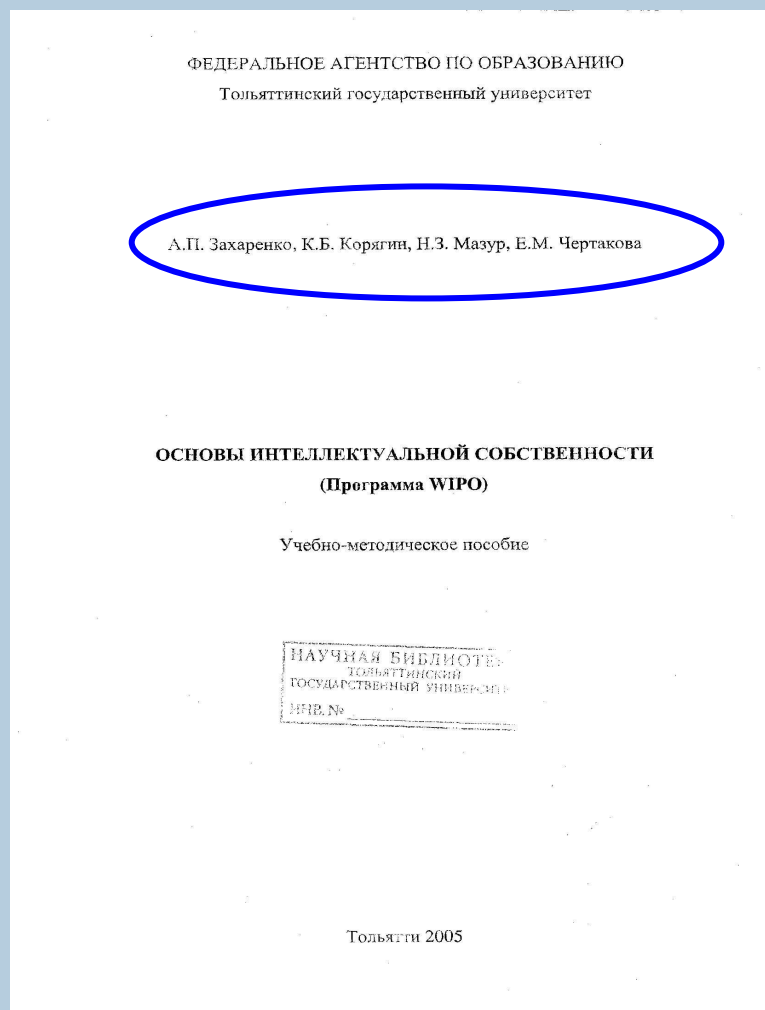 ФЕДЕРАЛЬНОЕ АГЕНТСТВО ПО ОБРАЗОВАНИЮ
Тольяттинский государственный университет
А.П. Захаренко, К.Б. Корягин, Н.З. Мазур, Е.М. Чертакова
ОСНОВЫ ИНТЕЛЛЕКТУАЛЬНОЙ СОБСТВЕННОСТИ
(Программа WIPO)
Учебно-методическое пособие
НАУЧНАЯ БИБЛИОТЕ
ТОЛЬЯТТИНСКИЙ
ГОСУДАРСТВЕННЫЙ УНИВЕРСИТЕ
ИНВ. №
Тольятти 2005